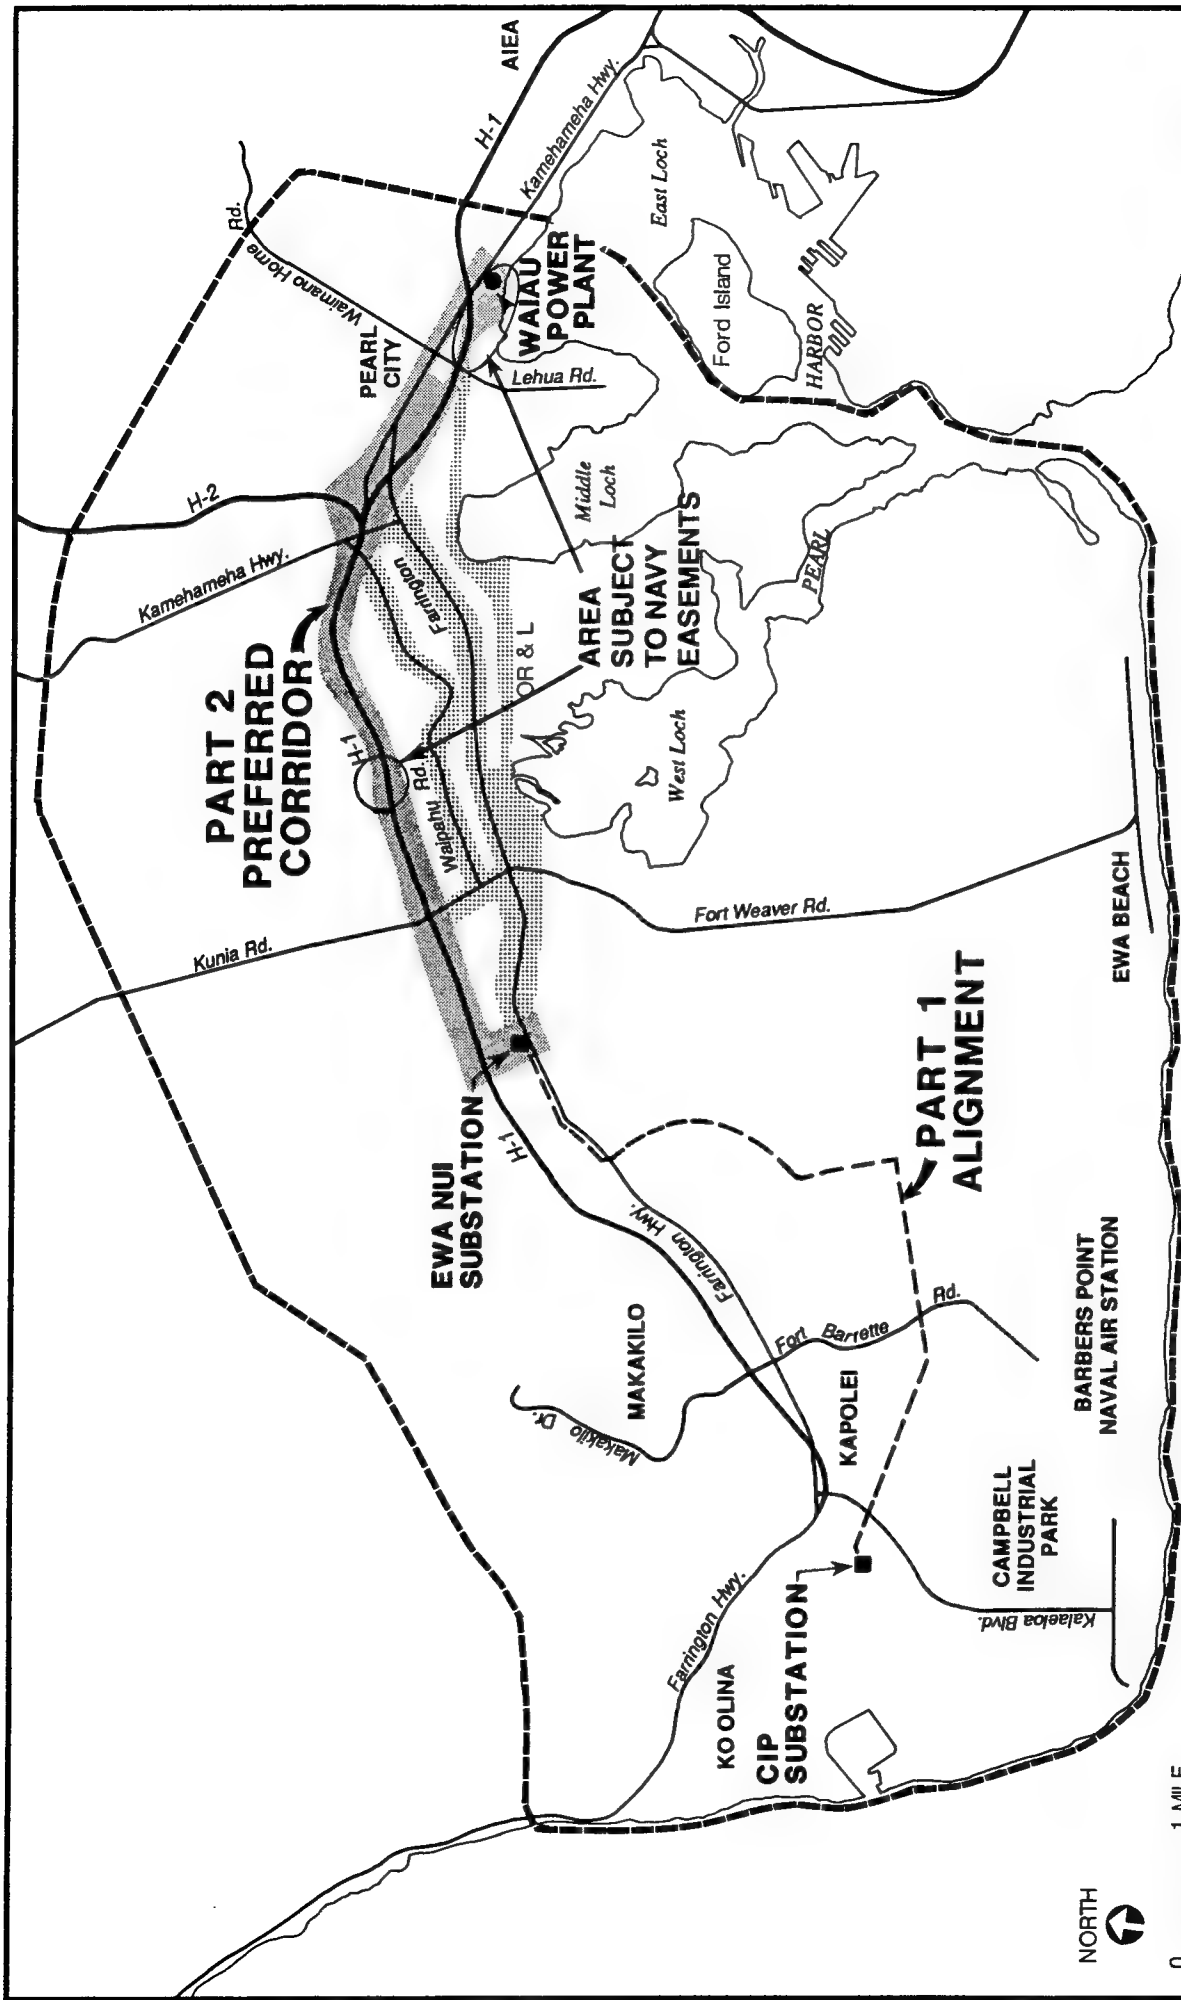 AIEA
H-1
Kamehameha Hwy.
Waimano Home
Rd.
PEARL
CITY
WAIAU
POWER
PLANT
Lehua Rd.
East Loch
Ford Island
HARBOR
Middle
Loch
PEARL
H-2
Kamehameha Hwy.
Farrington
OR & L
AREA
SUBJECT
TO NAVY
EASEMENTS
PART 2
PREFERRED
CORRIDOR
H-1
Waipahu
Rd.
West Loch
Kunia Rd.
Fort Weaver Rd.
EWA BEACH
EWA NUI
SUBSTATION
H-1
PART 1
ALIGNMENT
Farrington Hwy.
MAKAKILO
Makakilo Dr.
Fort Barrette Rd.
KAPOLEI
BARBERS POINT
NAVAL AIR STATION
CAMPBELL
INDUSTRIAL
PARK
Kalaeloa Blvd.
Farrington Hwy.
KO OLINA
CIP
SUBSTATION
NORTH
0 1 MILE